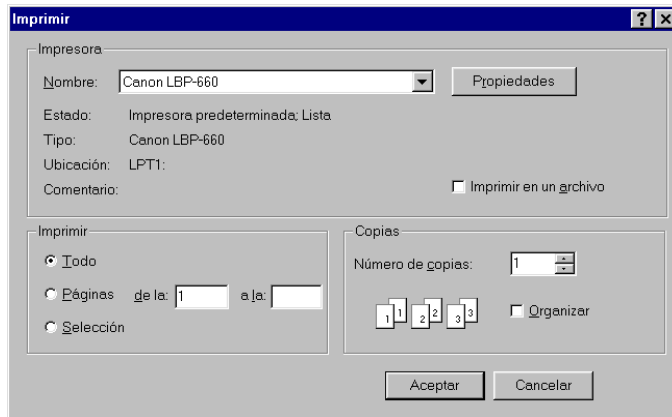 Imprimir
Impresora
Nombre: Canon LBP-660 Propiedades
Estado: Impresora predeterminada; Lista
Tipo: Canon LBP-660
Ubicación: LPT1:
Comentario: Imprimir en un archivo
Imprimir
Todo
Páginas de la: 1 a la:
Selección
Copias
Número de copias: 1
1 1 2 2 3 3 Organizar
Aceptar Cancelar